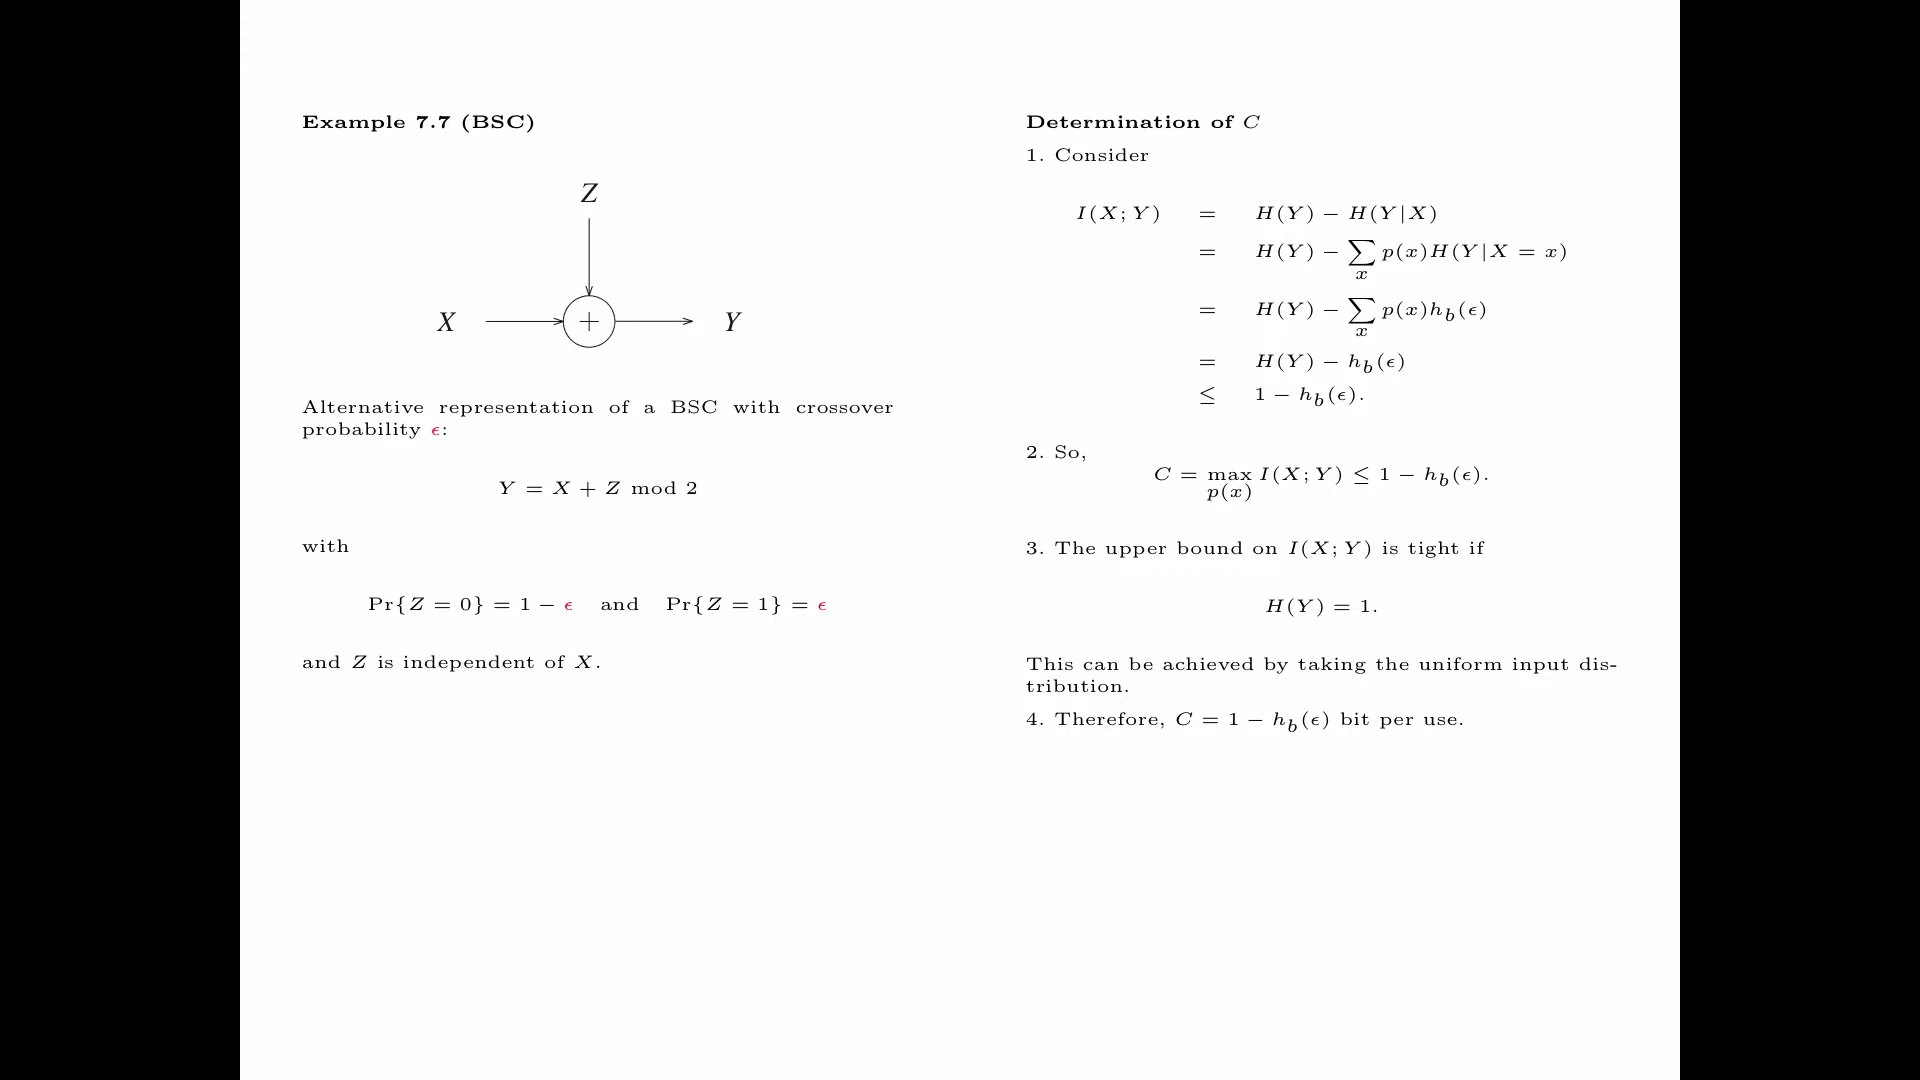 Example 7.7 (BSC)
Z
X + Y
Alternative representation of a BSC with crossover
probability ϵ:
Y = X + Z mod 2
with
Pr{Z = 0} = 1 − ϵ and Pr{Z = 1} = ϵ
and Z is independent of X.
Determination of C
1. Consider
I(X; Y) = H(Y) − H(Y|X)
= H(Y) − ∑_x p(x)H(Y|X = x)
= H(Y) − ∑_x p(x)h_b(ϵ)
= H(Y) − h_b(ϵ)
≤ 1 − h_b(ϵ).
2. So,
C = max_{p(x)} I(X; Y) ≤ 1 − h_b(ϵ).
3. The upper bound on I(X; Y) is tight if
H(Y) = 1.
This can be achieved by taking the uniform input dis-
tribution.
4. Therefore, C = 1 − h_b(ϵ) bit per use.